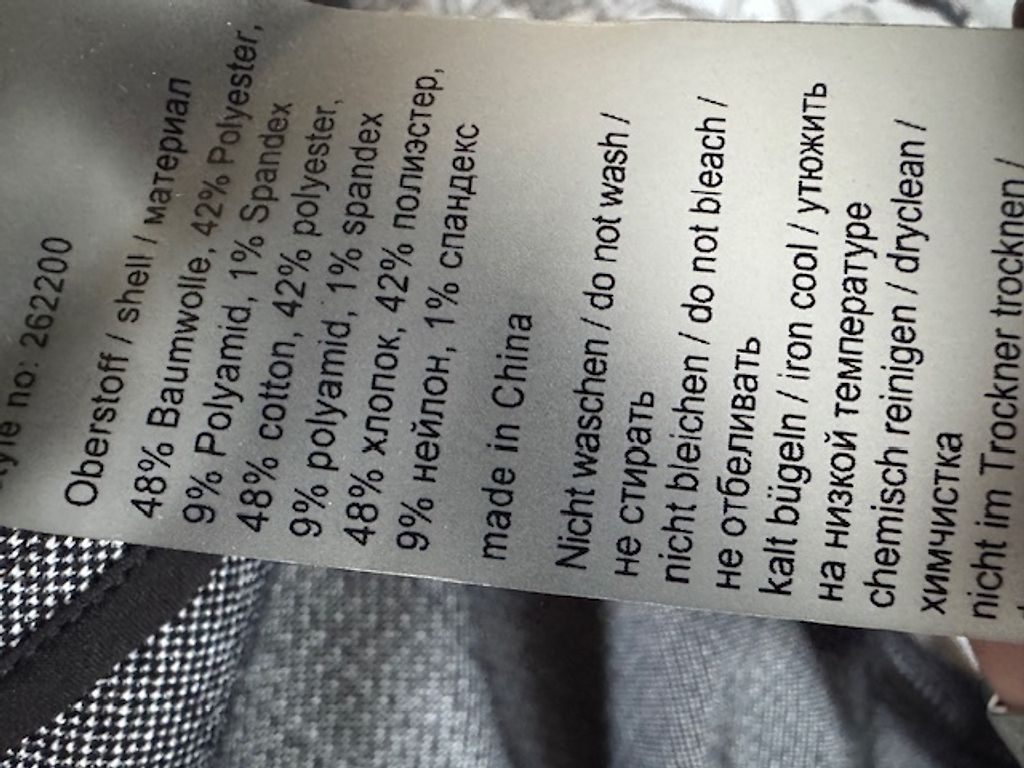 no: 262200
Oberstoff / shell / материал
48% Baumwolle, 42% Polyester,
9% Polyamid, 1% Spandex
48% cotton, 42% polyester,
9% polyamid, 1% spandex
48% хлопок, 42% полиэстер,
9% нейлон, 1% спандекс
made in China
Nicht waschen / do not wash /
не стирать
nicht bleichen / do not bleach /
не отбеливать
kalt bügeln / iron cool / утюжить
на низкой температуре
chemisch reinigen / dryclean /
химчистка
nicht im Trockner trocknen /